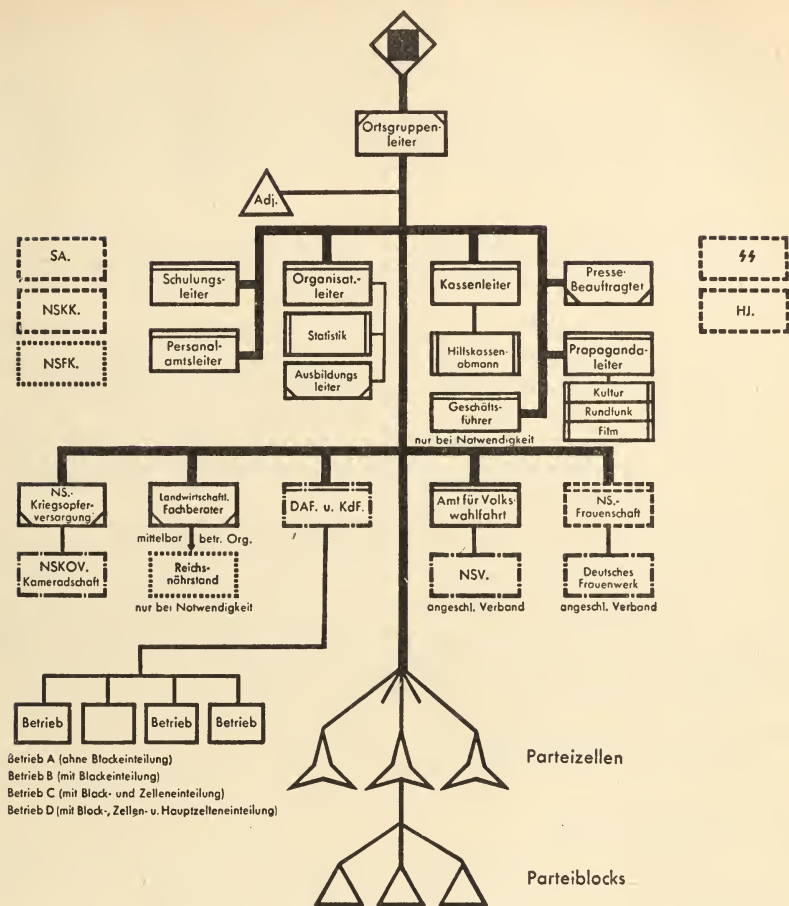 Ortsgruppen-
leiter
Adj.
SA.
NSKK.
NSFK.
Schulungs-
leiter
Personal-
amtsleiter
Organisat.-
leiter
Statistik
Ausbildungs
leiter
Kassenleiter
Hilfskassen-
obmann
Geschäfts-
führer
nur bei Notwendigkeit
Presse-
Beauftragter
Propaganda-
leiter
Kultur
Rundfunk
Film
ϟϟ
HJ.
NS.-
Kriegsopfer-
versorgung
NSKOV.
Kameradschaft
Landwirtschaftl.
Fachberater
mittelbar betr. Org.
Reichs-
nährstand
nur bei Notwendigkeit
DAF. u. KdF.
Amt für Volks-
wohlfahrt
NSV.
angeschl. Verband
NS.-
Frauenschaft
Deutsches
Frauenwerk
angeschl. Verband
Betrieb
Betrieb
Betrieb
Betrieb A (ohne Blockeinteilung)
Betrieb B (mit Blockeinteilung)
Betrieb C (mit Block- und Zelleneinteilung)
Betrieb D (mit Block-, Zellen- u. Hauptzelleneinteilung)
Parteizellen
Parteiblocks